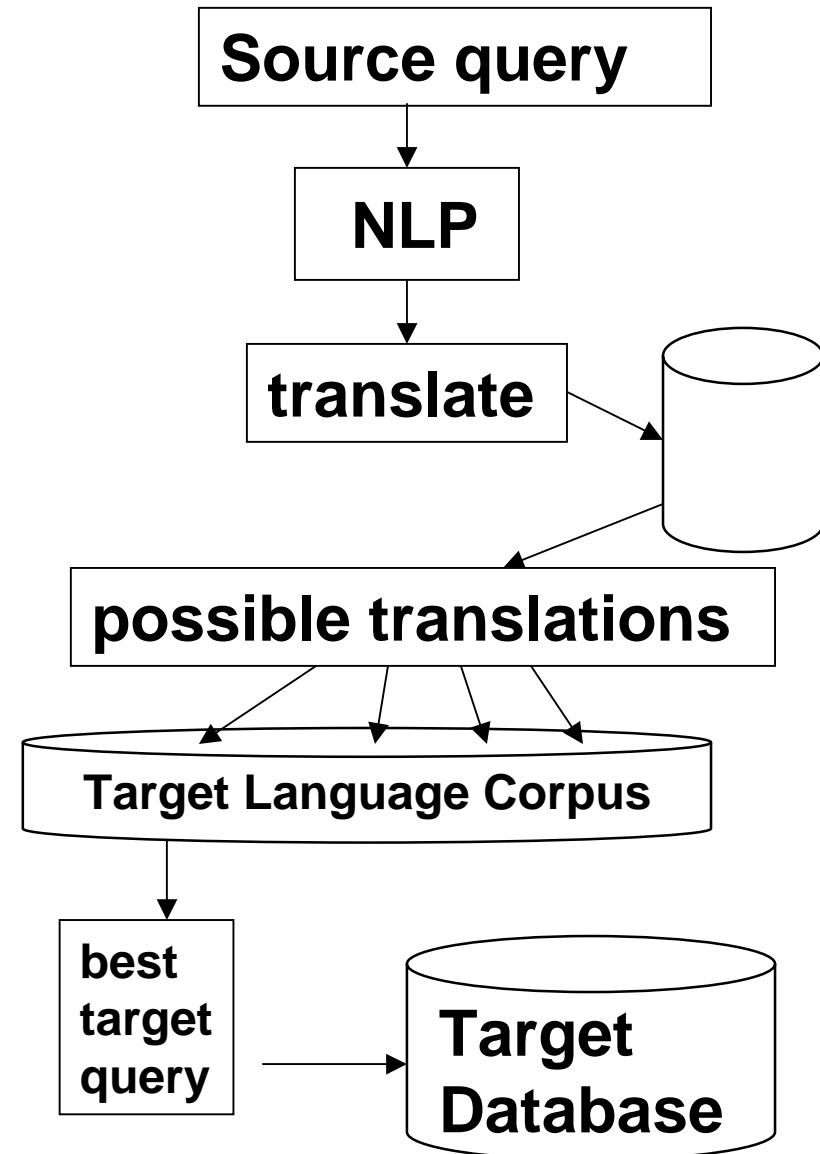 Source query
NLP
translate
possible translations
Target Language Corpus
best
target
query
Target
Database